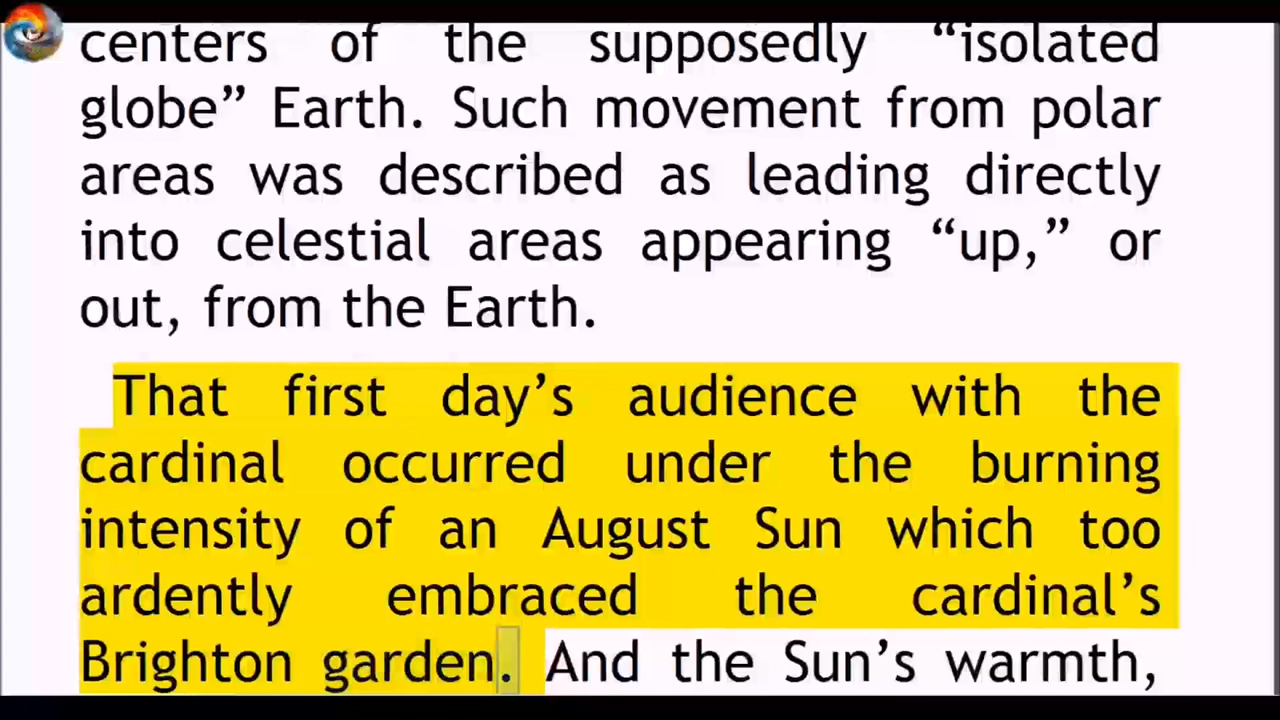 centers of the supposedly “isolated
globe” Earth. Such movement from polar
areas was described as leading directly
into celestial areas appearing “up,” or
out, from the Earth.
That first day’s audience with the
cardinal occurred under the burning
intensity of an August Sun which too
ardently embraced the cardinal’s
Brighton garden. And the Sun’s warmth,